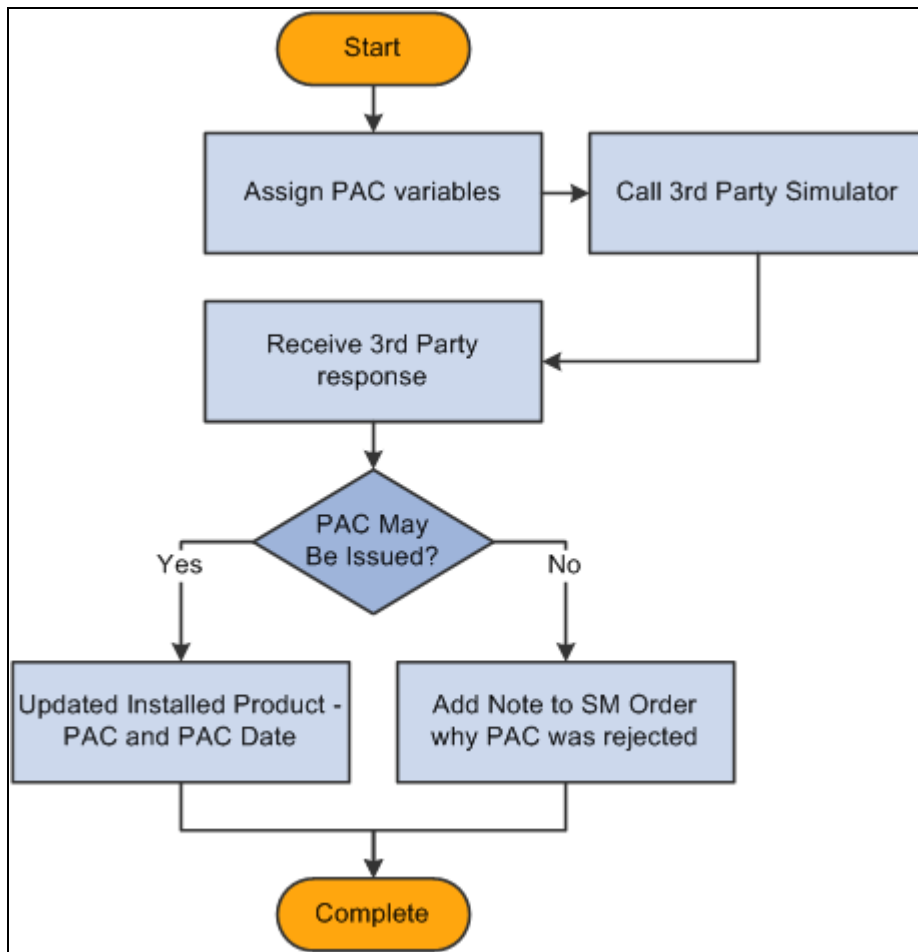 Start
Assign PAC variables
Call 3rd Party Simulator
Receive 3rd Party
response
PAC May
Be Issued?
Yes
No
Updated Installed Product -
PAC and PAC Date
Add Note to SM Order
why PAC was rejected
Complete